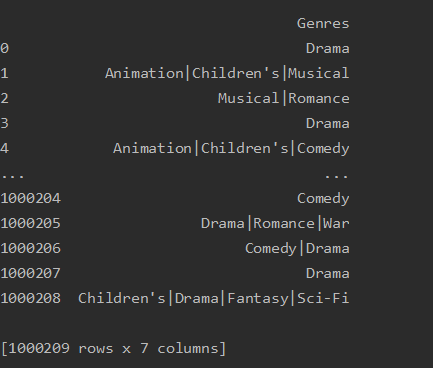 Genres
0 Drama
1 Animation|Children's|Musical
2 Musical|Romance
3 Drama
4 Animation|Children's|Comedy
... ...
1000204 Comedy
1000205 Drama|Romance|War
1000206 Comedy|Drama
1000207 Drama
1000208 Children's|Drama|Fantasy|Sci-Fi
[1000209 rows x 7 columns]